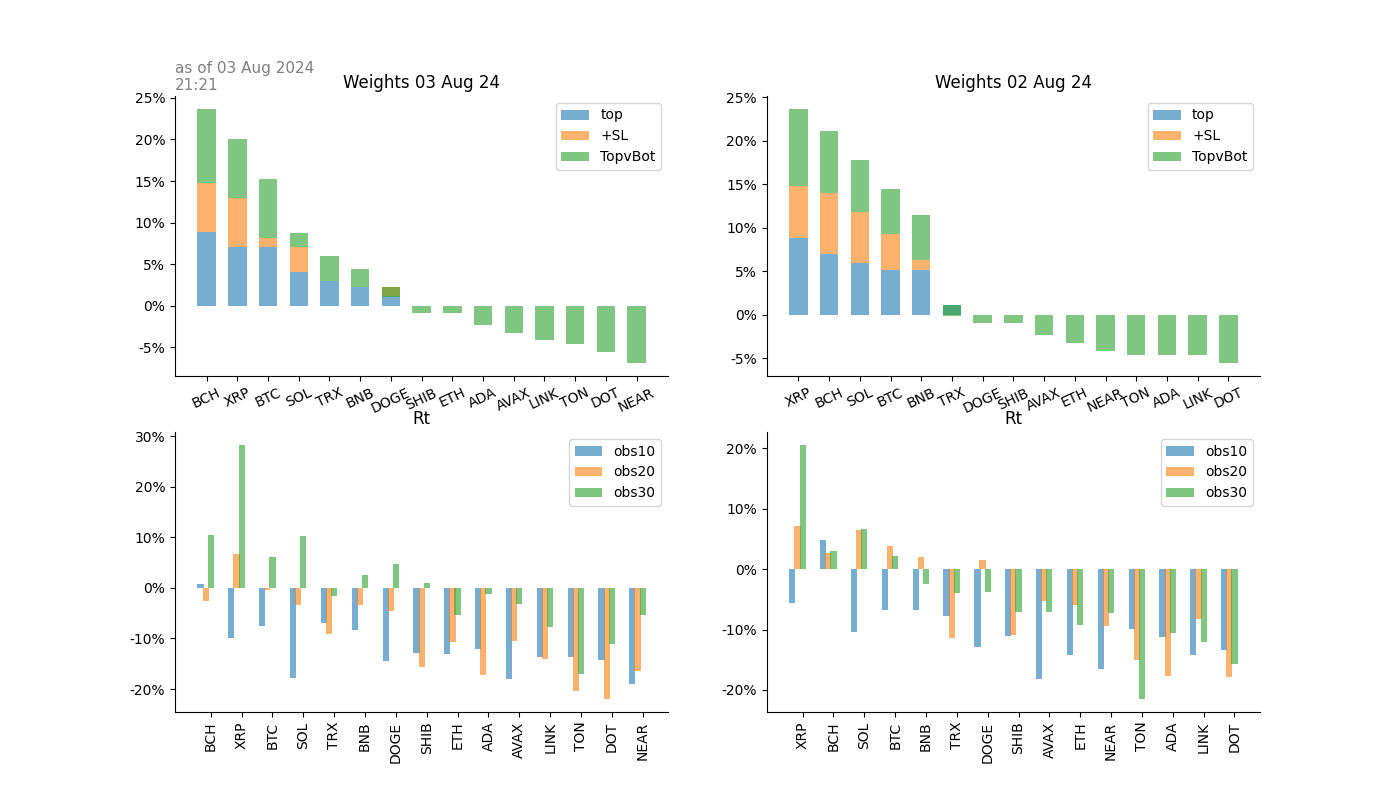 as of 03 Aug 2024
21:21
Weights 03 Aug 24
25%
20%
15%
10%
5%
0%
-5%
top
+SL
TopvBot
BCH XRP BTC SOL TRX BNB DOGE SHIB ETH ADA AVAX LINK TON DOT NEAR
Weights 02 Aug 24
25%
20%
15%
10%
5%
0%
-5%
top
+SL
TopvBot
XRP BCH SOL BTC BNB TRX DOGE SHIB AVAX ETH NEAR TON ADA LINK DOT
Rt
30%
20%
10%
0%
-10%
-20%
obs10
obs20
obs30
BCH XRP BTC SOL TRX BNB DOGE SHIB ETH ADA AVAX LINK TON DOT NEAR
Rt
20%
10%
0%
-10%
-20%
obs10
obs20
obs30
XRP BCH SOL BTC BNB TRX DOGE SHIB AVAX ETH NEAR TON ADA LINK DOT